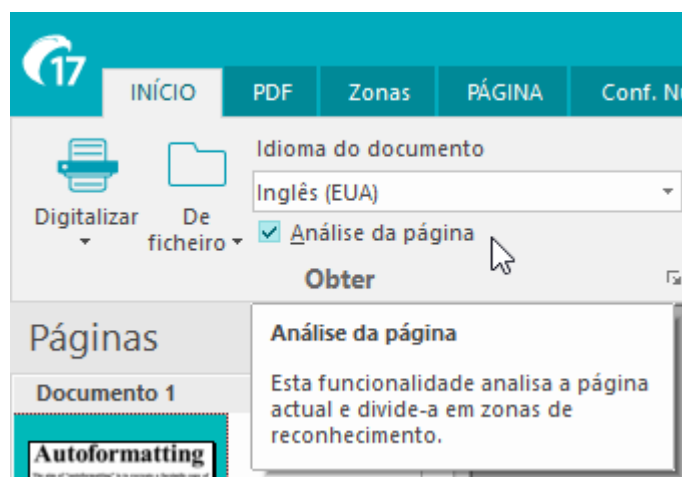 17
INÍCIO PDF Zonas PÁGINA Conf.
Idioma do documento
Inglês (EUA)
Digitalizar De ficheiro
Análise da página
Obter
Páginas
Documento 1
Análise da página
Esta funcionalidade analisa a página
actual e divide-a em zonas de
reconhecimento.
Autoformatting